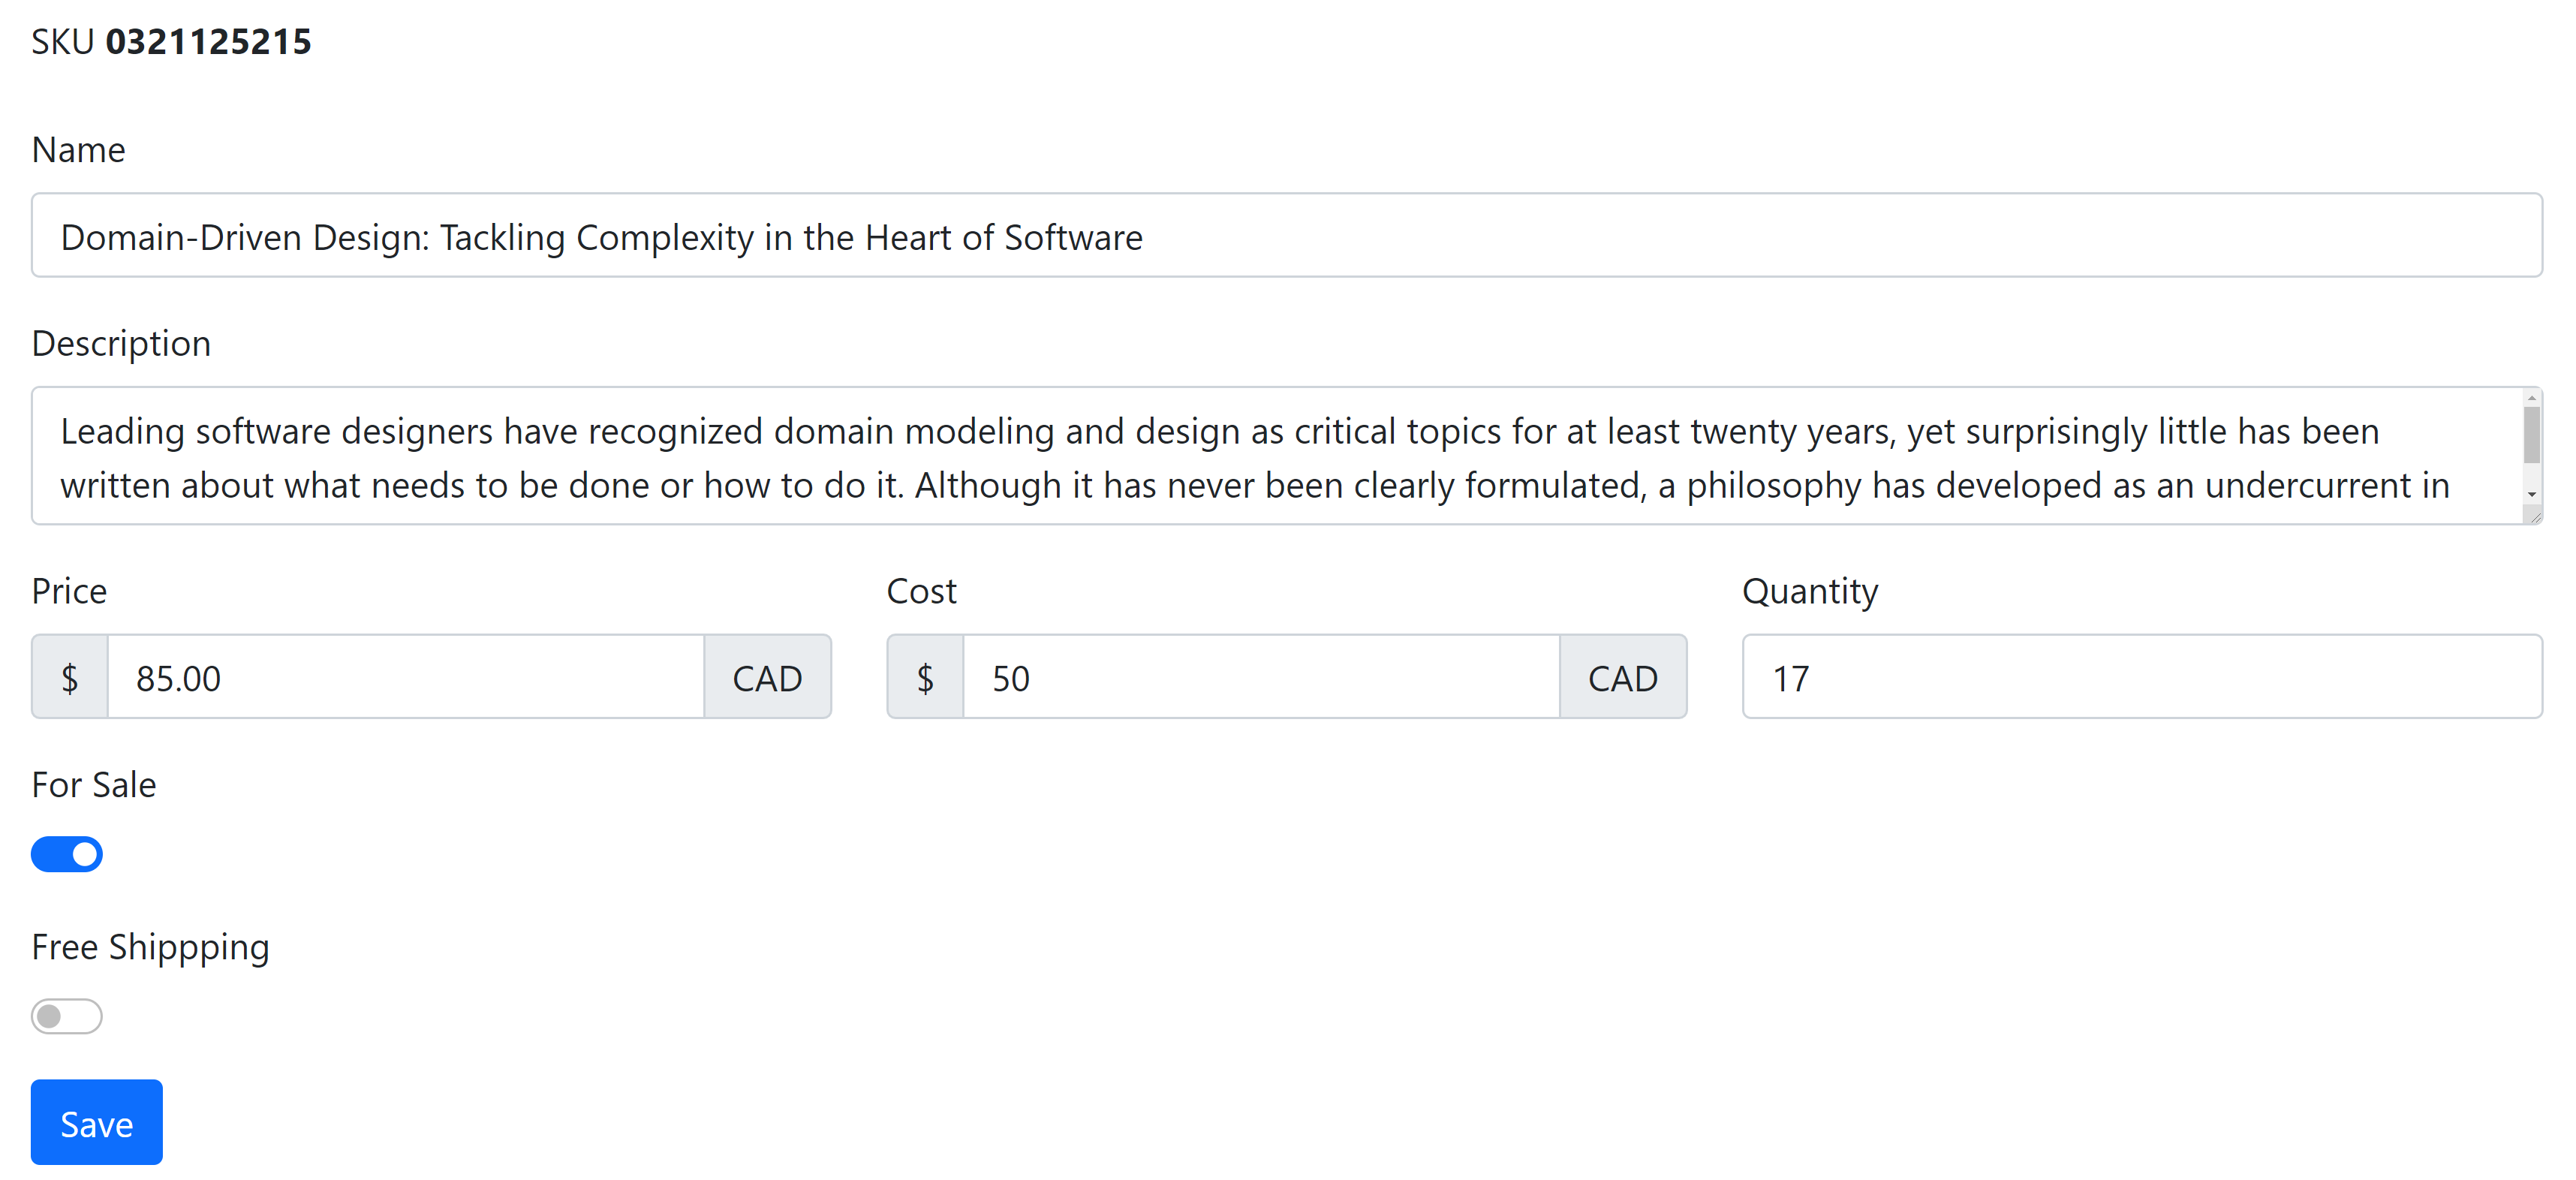 SKU 0321125215
Name
Domain-Driven Design: Tackling Complexity in the Heart of Software
Description
Leading software designers have recognized domain modeling and design as critical topics for at least twenty years, yet surprisingly little has been
written about what needs to be done or how to do it. Although it has never been clearly formulated, a philosophy has developed as an undercurrent in
Price Cost Quantity
$ 85.00 CAD $ 50 CAD 17
For Sale
Free Shippping
Save